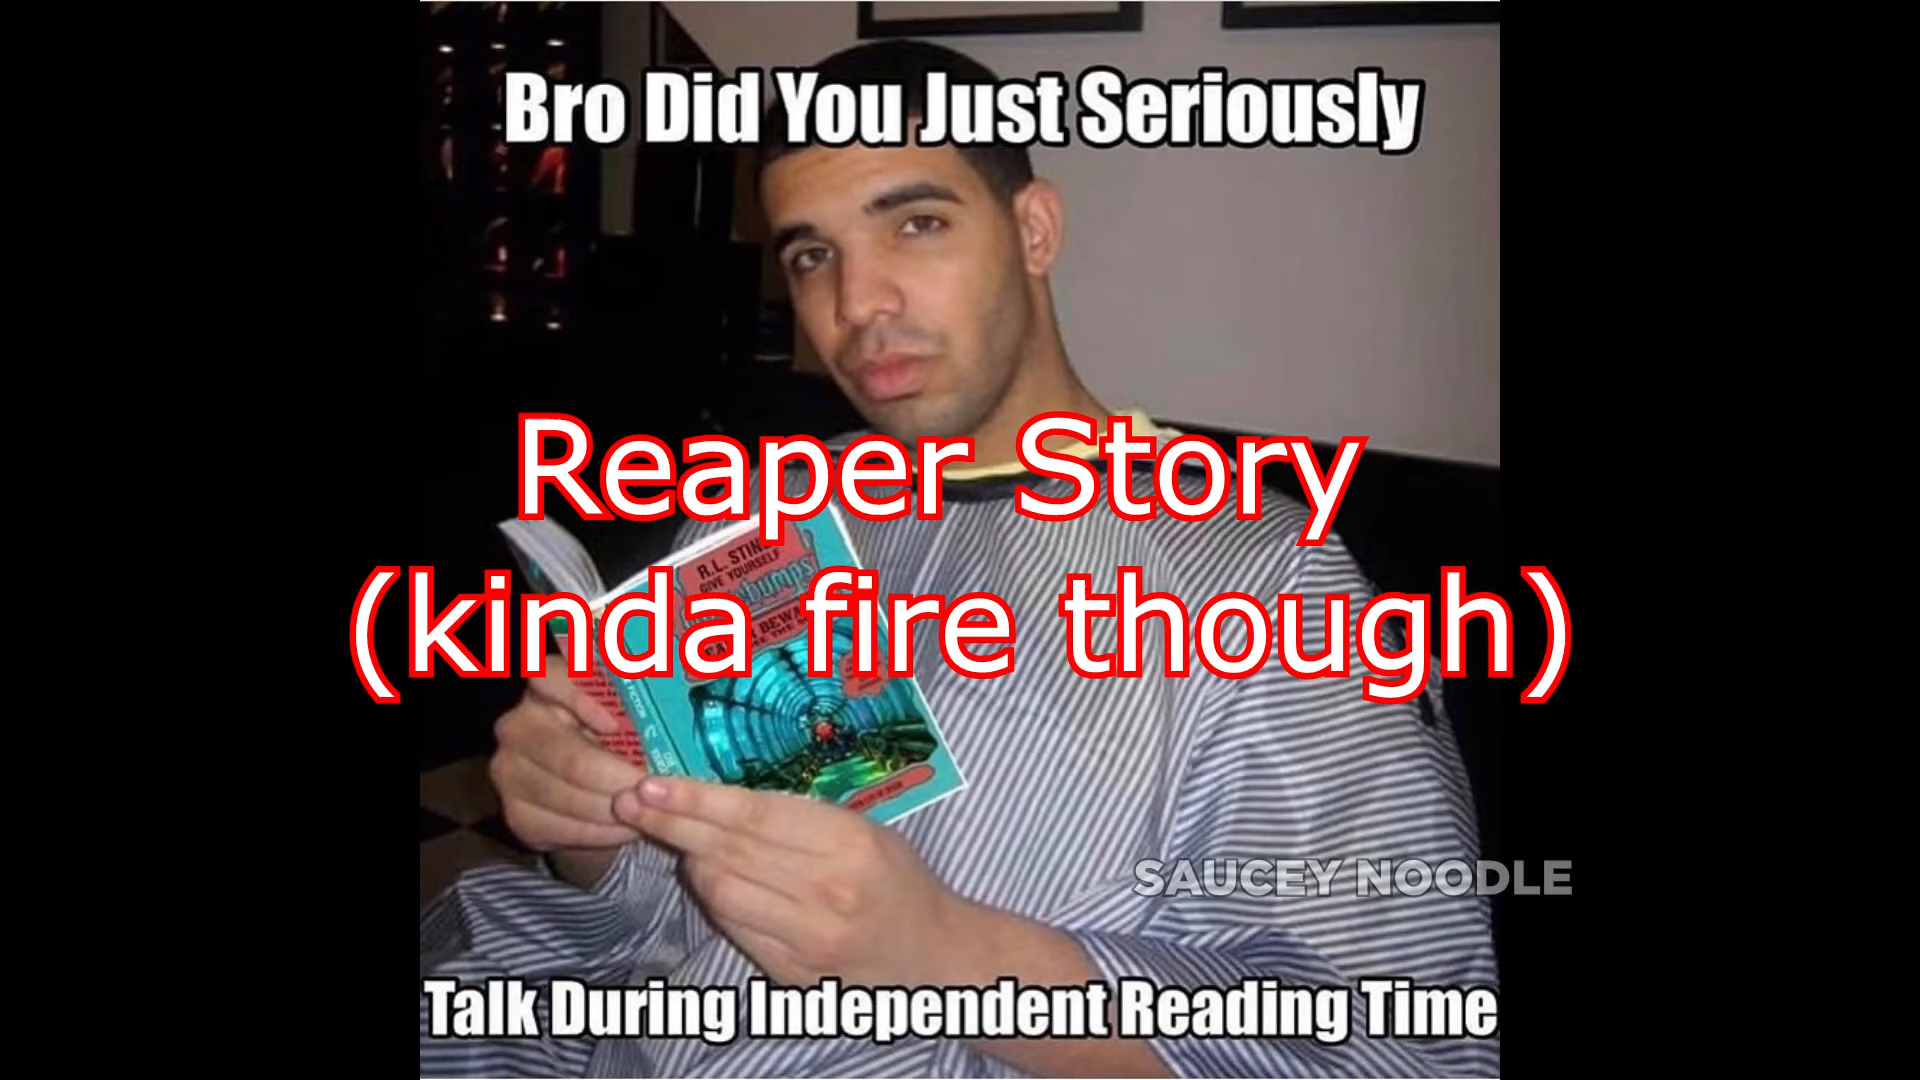 Bro Did You Just Seriously
Reaper Story
(kinda fire though)
R.L. STINE
GIVE YOURSELF
SAUCEY NOODLE
Talk During Independent Reading Time